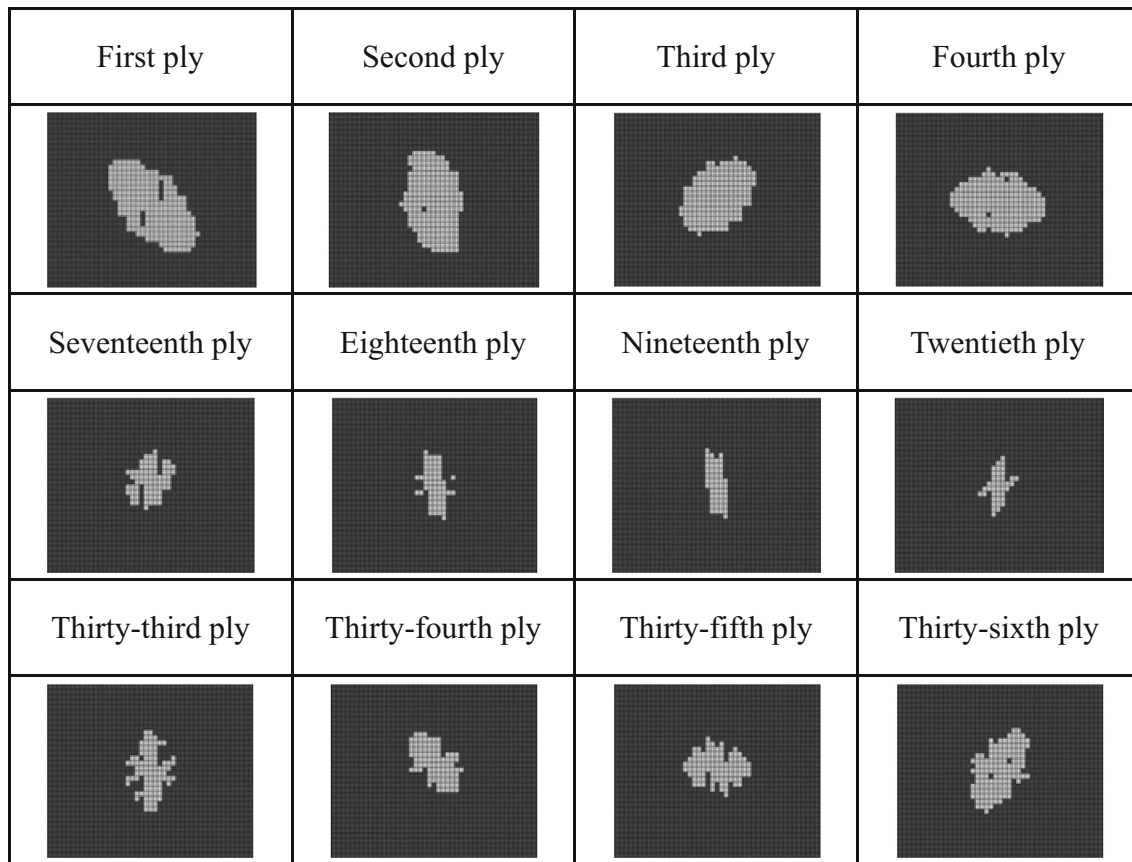 First ply
Second ply
Third ply
Fourth ply
Seventeenth ply
Eighteenth ply
Nineteenth ply
Twentieth ply
Thirty-third ply
Thirty-fourth ply
Thirty-fifth ply
Thirty-sixth ply